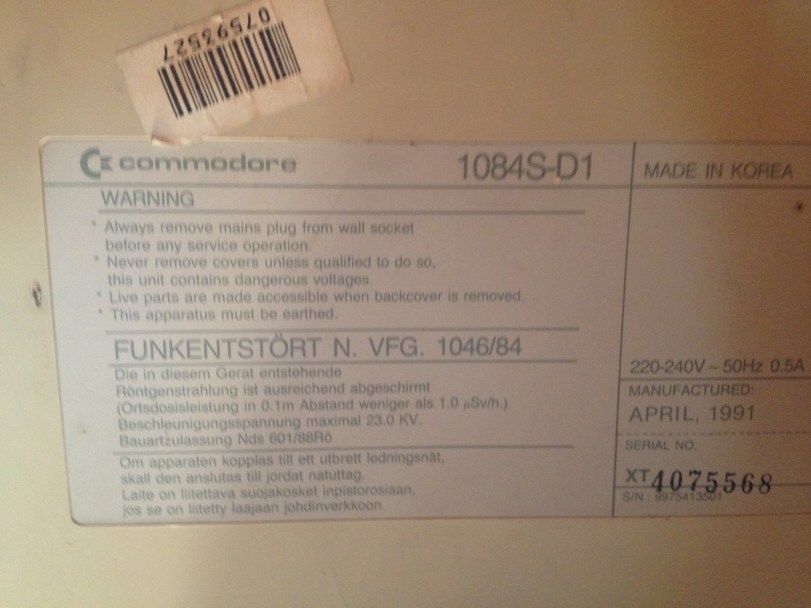 07593527
commodore 1084S-D1
WARNING
* Always remove mains plug from wall socket
before any service operation.
* Never remove covers unless qualified to do so,
this unit contains dangerous voltages.
* Live parts are made accessible when backcover is removed.
* This apparatus must be earthed.
FUNKENTSTÖRT N. VFG. 1046/84
Die in diesem Gerat entstehende
Röntgenstrahlung ist ausreichend abgeschirmt
(Ortsdosisleistung in 0.1m Abstand weniger als 1.0 µSv/h.)
Beschleunigungsspannung maximal 23.0 KV.
Bauartzulassung Nds 601/88Rö
Om apparaten kopplas till ett utbrett ledningsnät,
skall den anslutas till jordat natuttag.
Laite on liitettava suojakosket inpistorosiaan,
jos se on liitetty laajaan johdinverkkoon.
MADE IN KOREA
220-240V ~ 50Hz 0.5A
MANUFACTURED:
APRIL, 1991
SERIAL NO.
XT 4075568
S/N : 9975413501